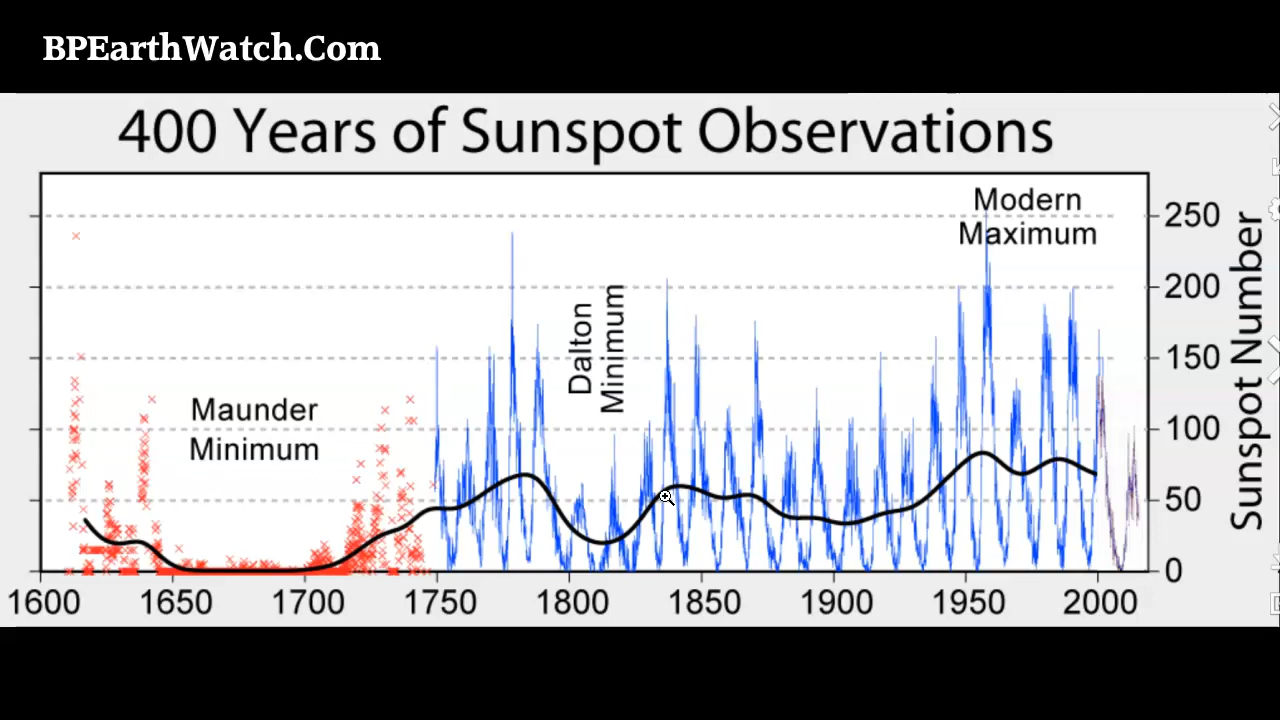 BPEarthWatch.Com
400 Years of Sunspot Observations
Modern
Maximum
Dalton
Minimum
Maunder
Minimum
250
200
150
100
50
0
Sunspot Number
1600 1650 1700 1750 1800 1850 1900 1950 2000